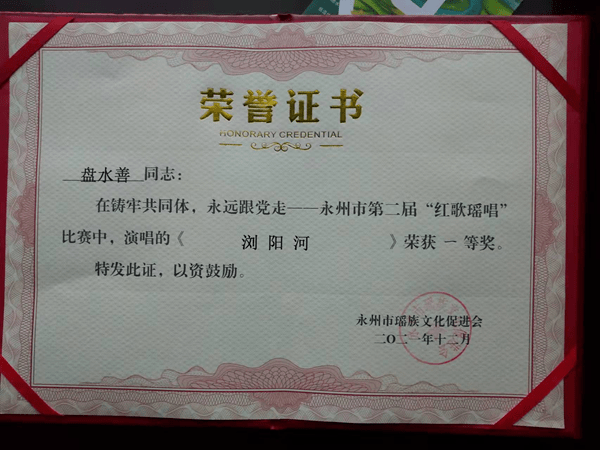 荣誉证书
HONORARY CREDENTIAL
盘水善 同志：
在铸牢共同体，永远跟党走——永州市第二届“红歌瑶唱”
比赛中，演唱的《 浏阳河 》荣获 一 等奖。
特发此证，以资鼓励。
永州市瑶族文化促进会
二〇二一年十二月